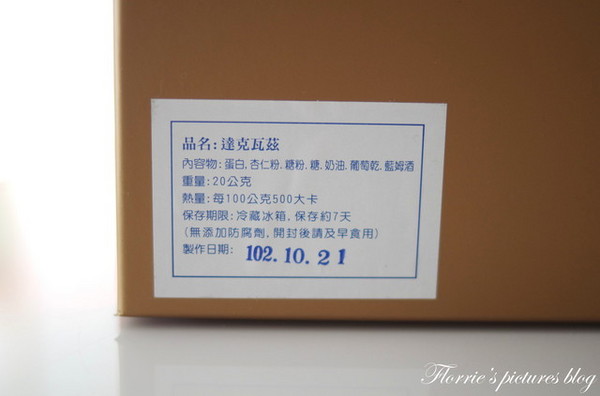 品名:達克瓦茲
內容物:蛋白,杏仁粉,糖粉,糖,奶油,葡萄乾,藍姆酒
重量:20公克
熱量:每100公克500大卡
保存期限:冷藏冰箱,保存約7天
(無添加防腐劑,開封後請及早食用)
製作日期: 102.10.21
Florrie's pictures blog